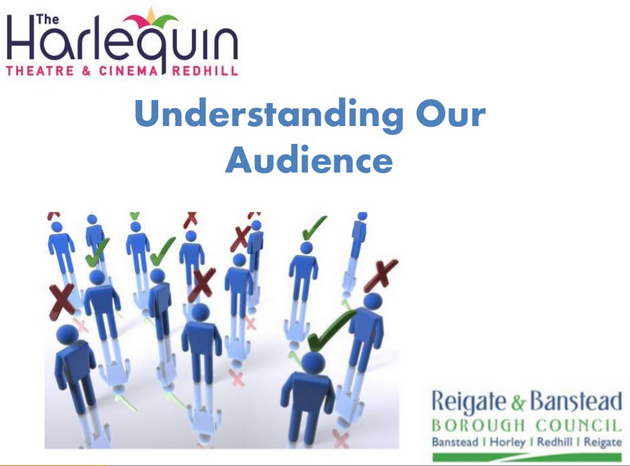 The
Harlequin
THEATRE & CINEMA REDHILL
Understanding Our
Audience
Reigate & Banstead
BOROUGH COUNCIL
Banstead I Horley I Redhill I Reigate